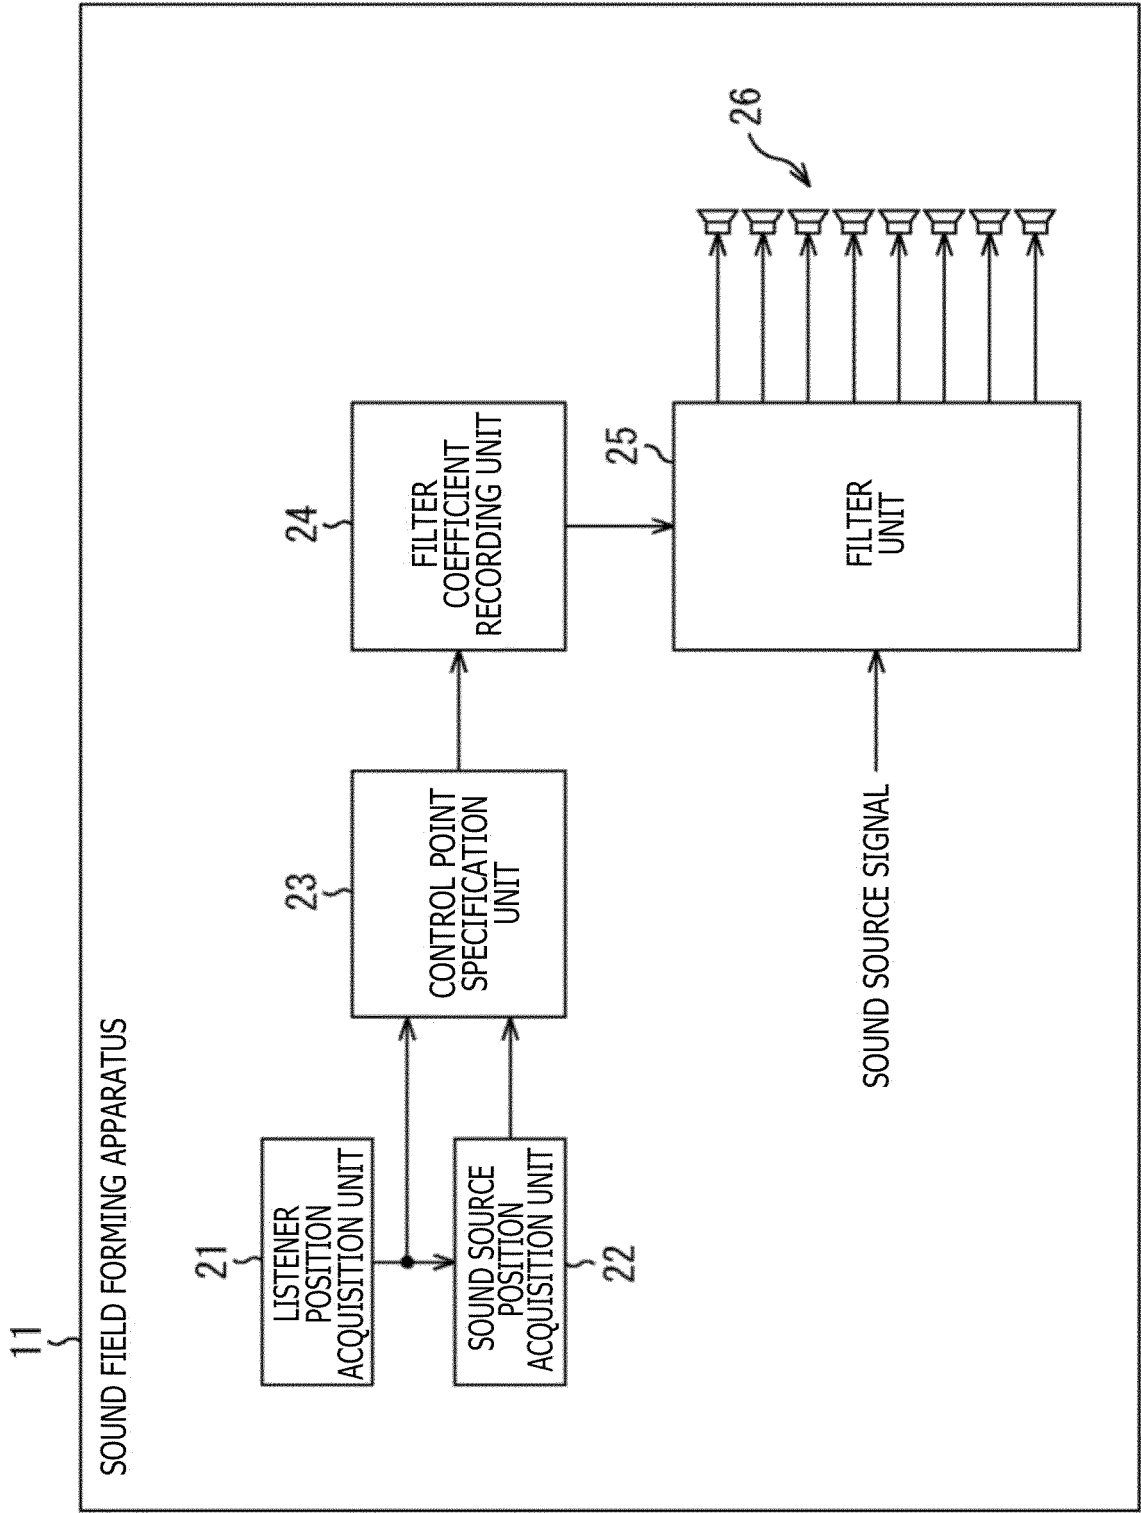 11
SOUND FIELD FORMING APPARATUS
21
LISTENER
POSITION
ACQUISITION UNIT
22
SOUND SOURCE
POSITION
ACQUISITION UNIT
23
CONTROL POINT
SPECIFICATION
UNIT
24
FILTER
COEFFICIENT
RECORDING UNIT
SOUND SOURCE SIGNAL
25
FILTER
UNIT
26